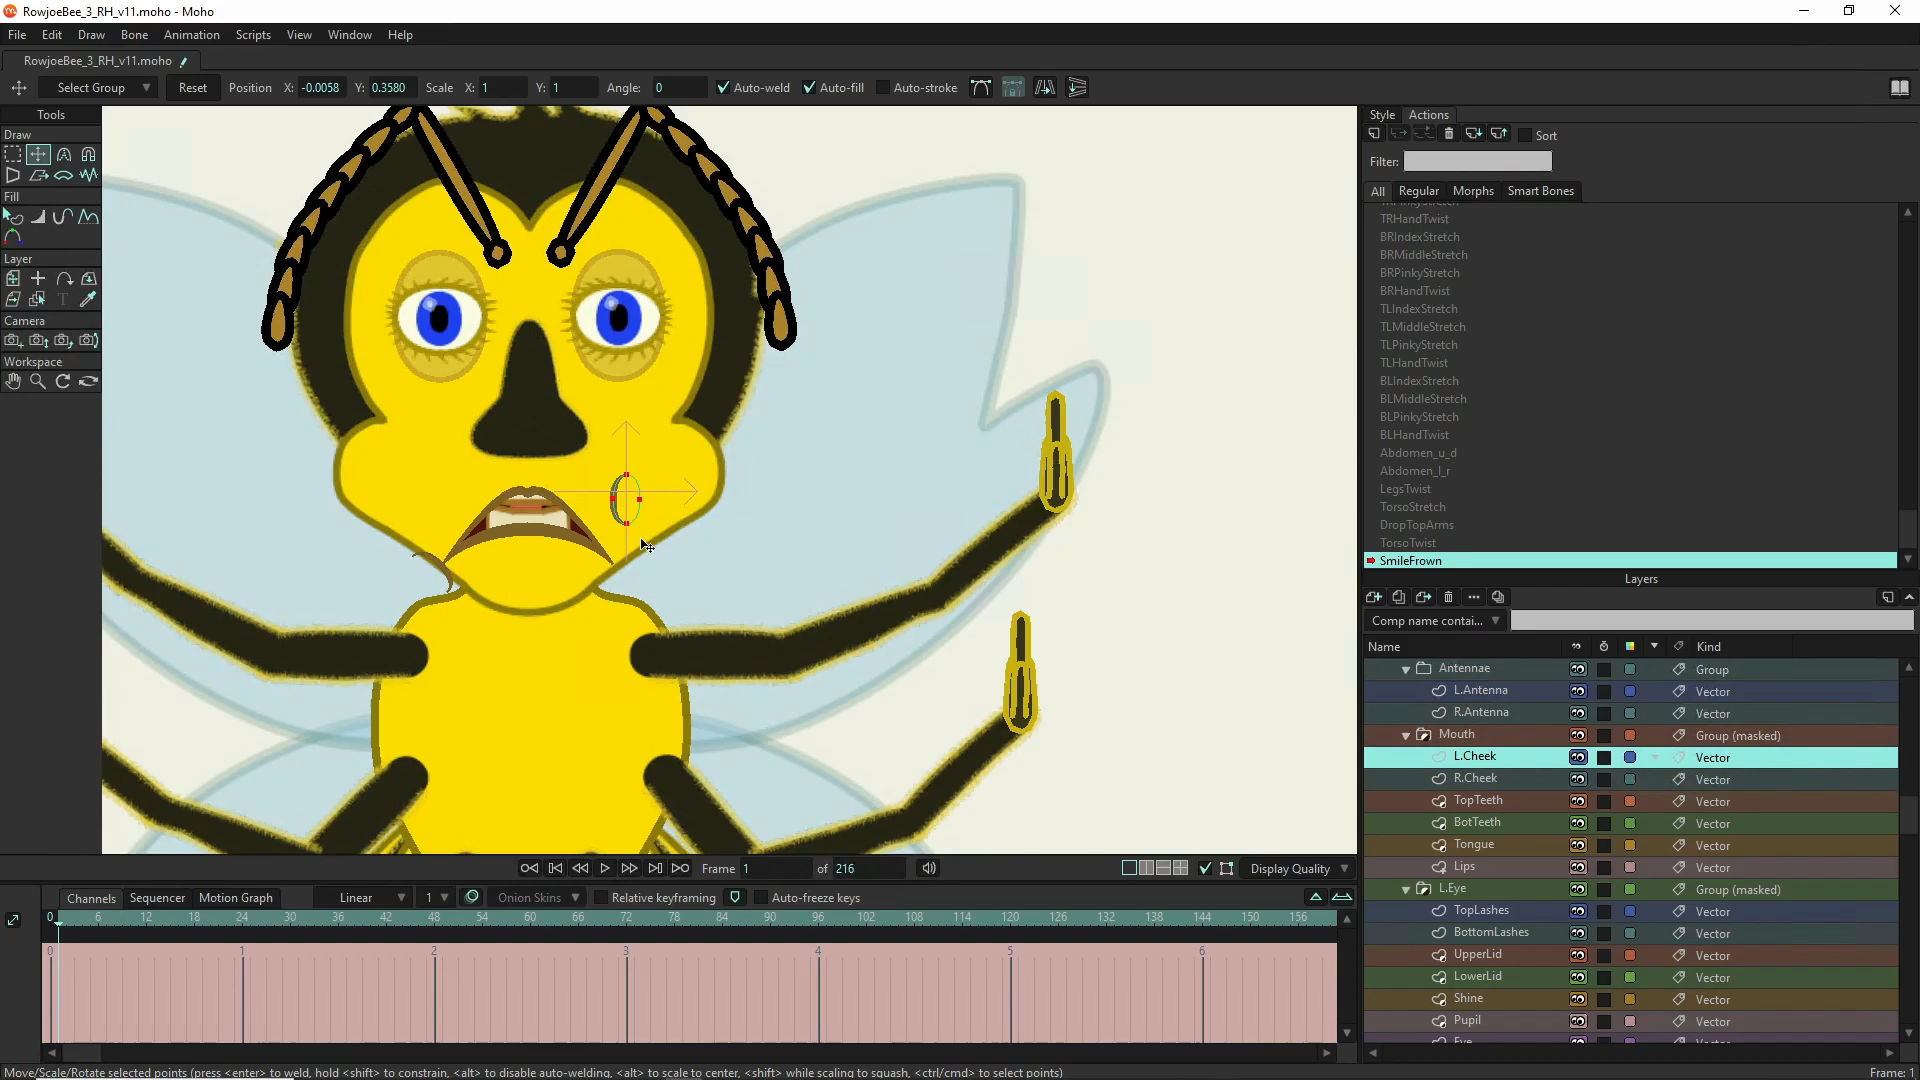 RowjoeBee_3_RH_v11.moho - Moho
File Edit Draw Bone Animation Scripts View Window Help
RowjoeBee_3_RH_v11.moho
Select Group Reset Position X: -0.0058 Y: 0.3580 Scale X: 1 Y: 1 Angle: 0 Auto-weld Auto-fill Auto-stroke
Tools
Draw
Fill
Layer
Camera
Workspace
Style Actions
Sort
Filter:
All Regular Morphs Smart Bones
TRHandTwist
BRIndexStretch
BRMiddleStretch
BRPinkyStretch
BRHandTwist
TLIndexStretch
TLMiddleStretch
TLPinkyStretch
TLHandTwist
BLIndexStretch
BLMiddleStretch
BLPinkyStretch
BLHandTwist
Abdomen_u_d
Abdomen_l_r
LegsTwist
TorsoStretch
DropTopArms
TorsoTwist
SmileFrown
Layers
Comp name contai...
Name Kind
Antennae Group
L.Antenna Vector
R.Antenna Vector
Mouth Group (masked)
L.Cheek Vector
R.Cheek Vector
TopTeeth Vector
BotTeeth Vector
Tongue Vector
Lips Vector
L.Eye Group (masked)
TopLashes Vector
BottomLashes Vector
UpperLid Vector
LowerLid Vector
Shine Vector
Pupil Vector
Frame 1 of 216 Display Quality
Channels Sequencer Motion Graph Linear 1 Onion Skins Relative keyframing Auto-freeze keys
0 6 12 18 24 30 36 42 48 54 60 66 72 78 84 90 96 102 108 114 120 126 132 138 144 150 156
0 1 2 3 4 5 6
Move/Scale/Rotate selected points (press <enter> to weld, hold <shift> to constrain, <alt> to disable auto-welding, <alt> to scale to center, <shift> while scaling to squash, <ctrl/cmd> to select points) Frame: 1